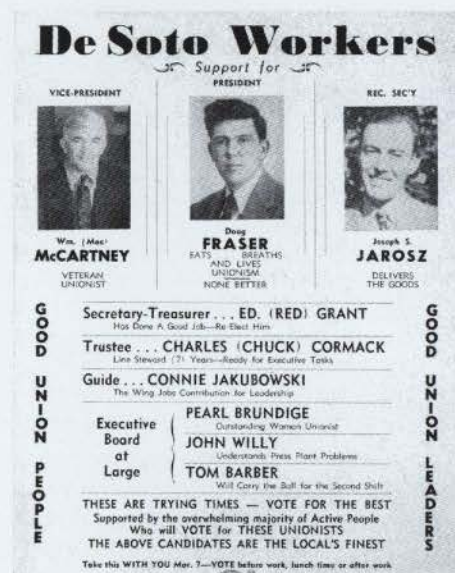 De Soto Workers
Support for
PRESIDENT
VICE-PRESIDENT
REC. SEC'Y
Wm. (Mac)
McCARTNEY
VETERAN
UNIONIST
Doug
FRASER
EATS BREATHS
AND LIVES
UNIONISM
NONE BETTER
Joseph S.
JAROSZ
DELIVERS
THE GOODS
GOOD UNION PEOPLE
Secretary-Treasurer . . . ED. (RED) GRANT
Has Done A Good Job—Re-Elect Him
Trustee . . . CHARLES (CHUCK) CORMACK
Line Steward (7) Years—Ready for Executive Tasks
Guide . . . CONNIE JAKUBOWSKI
The Wing Jobs Contribution for Leadership
Executive
Board
at
Large
PEARL BRUNDIGE
Outstanding Women Unionist
JOHN WILLY
Understands Press Plant Problems
TOM BARBER
Will Carry the Ball for the Second Shift
GOOD UNION LEADERS
THESE ARE TRYING TIMES — VOTE FOR THE BEST
Supported by the overwhelming majority of Active People
Who will VOTE for THESE UNIONISTS
THE ABOVE CANDIDATES ARE THE LOCAL'S FINEST
Take this WITH YOU Mar. 7—VOTE before work, lunch time or after work